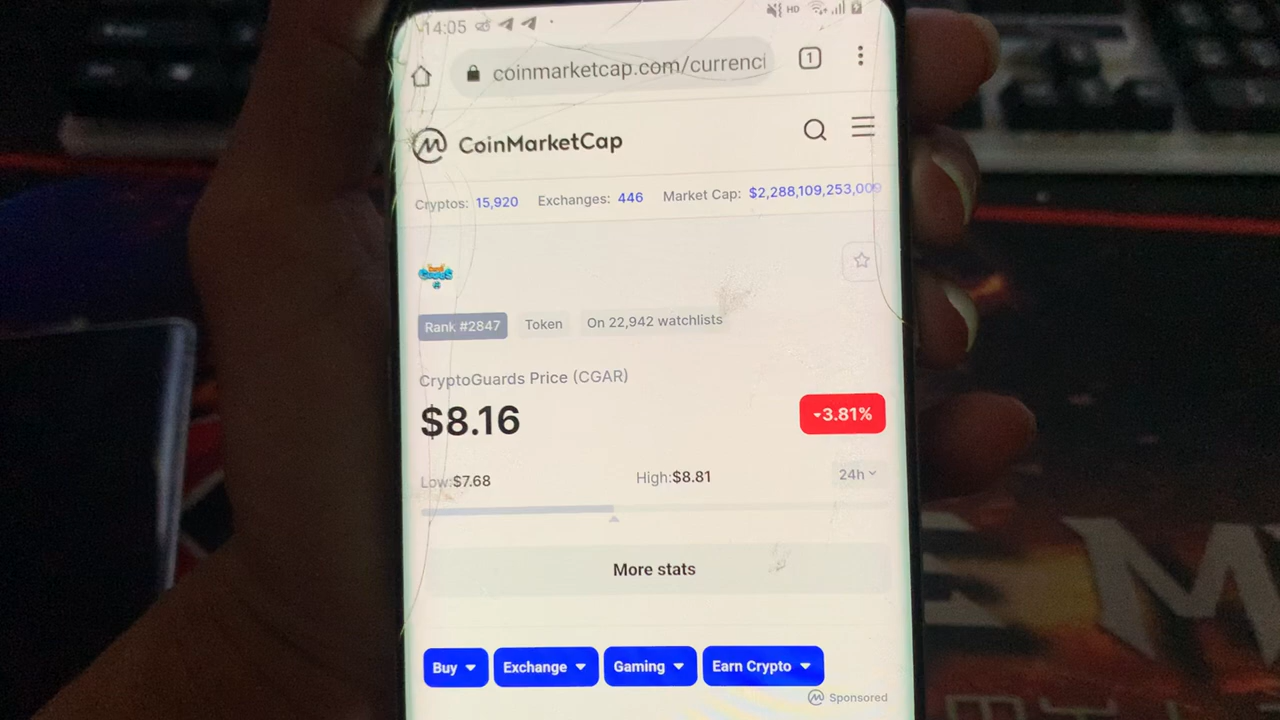 14:05
HD
coinmarketcap.com/currenci
1
CoinMarketCap
Cryptos: 15,920 Exchanges: 446 Market Cap: $2,288,109,253,009
Rank #2847 Token On 22,942 watchlists
CryptoGuards Price (CGAR)
$8.16
3.81%
Low:$7.68 High:$8.81 24h
More stats
Buy Exchange Gaming Earn Crypto
Sponsored